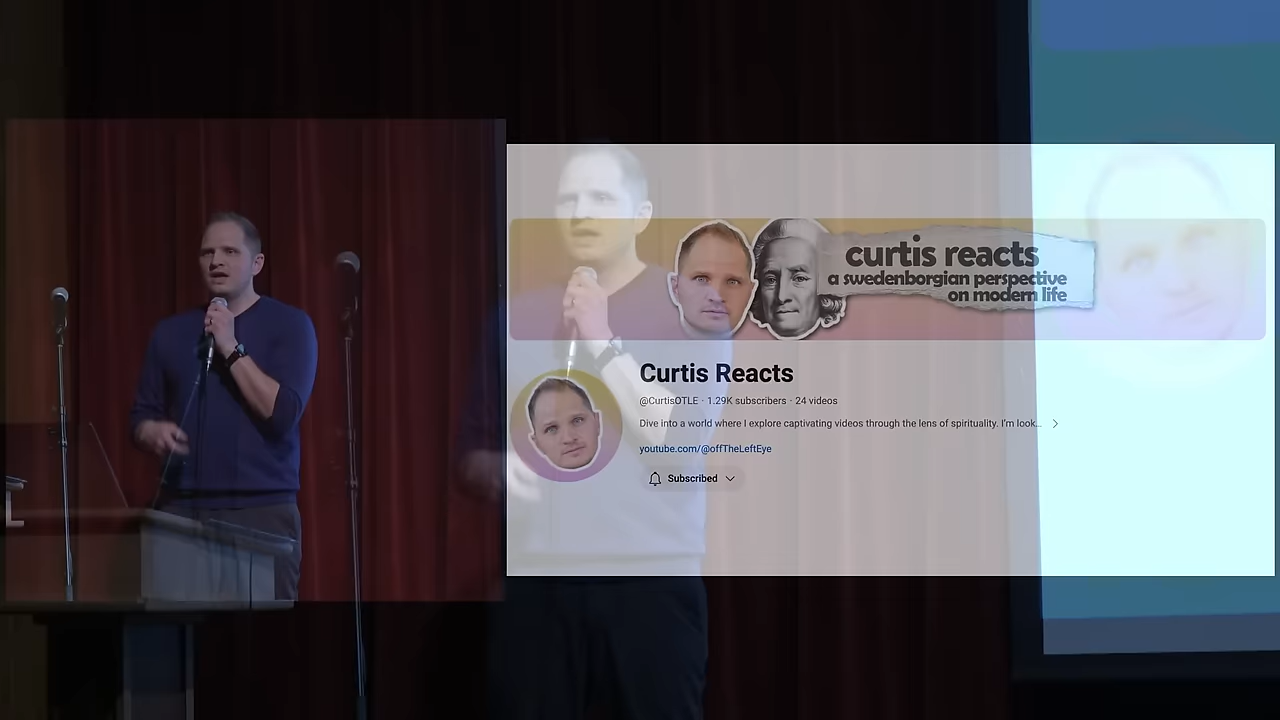 curtis reacts
a swedenborgian perspective
on modern life
Curtis Reacts
@CurtisOTLE · 1.29K subscribers · 24 videos
Dive into a world where I explore captivating videos through the lens of spirituality. I'm look...
youtube.com/@offTheLeftEye
Subscribed